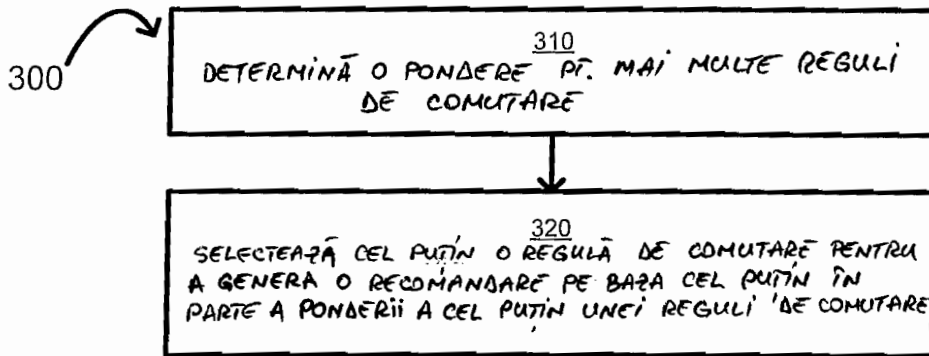 300
310
DETERMINĂ O PONDERE PT. MAI MULTE REGULI
DE COMUTARE
320
SELECTEAZĂ CEL PUȚIN O REGULĂ DE COMUTARE PENTRU
A GENERA O RECOMANDARE PE BAZA CEL PUȚIN ÎN
PARTE A PONDERII A CEL PUȚIN UNEI REGULI DE COMUTARE